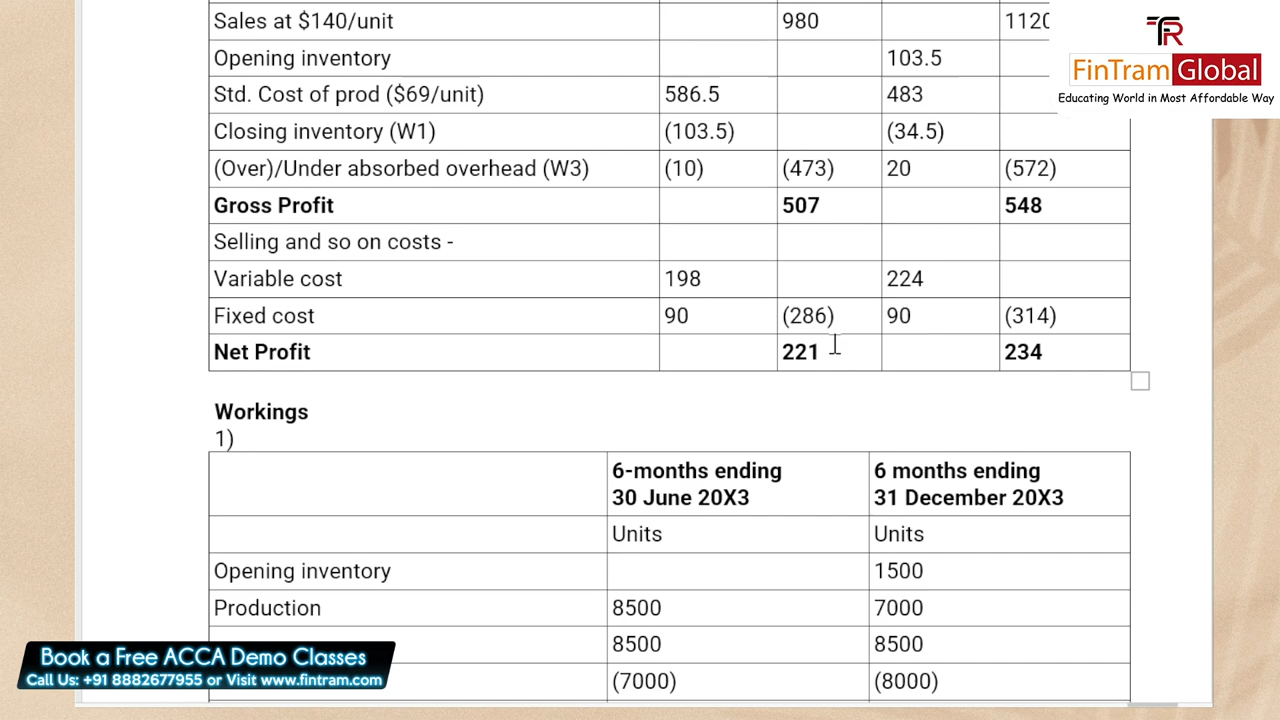 Sales at $140/unit 980 1120
Opening inventory 103.5
Std. Cost of prod ($69/unit) 586.5 483
Closing inventory (W1) (103.5) (34.5)
(Over)/Under absorbed overhead (W3) (10) (473) 20 (572)
Gross Profit 507 548
Selling and so on costs -
Variable cost 198 224
Fixed cost 90 (286) 90 (314)
Net Profit 221 234
Workings
1)
6-months ending 6 months ending
30 June 20X3 31 December 20X3
Units Units
Opening inventory 1500
Production 8500 7000
8500 8500
(7000) (8000)
TR
FinTram Global
Educating World in Most Affordable Way
Book a Free ACCA Demo Classes
Call Us: +91 8882677955 or Visit www.fintram.com